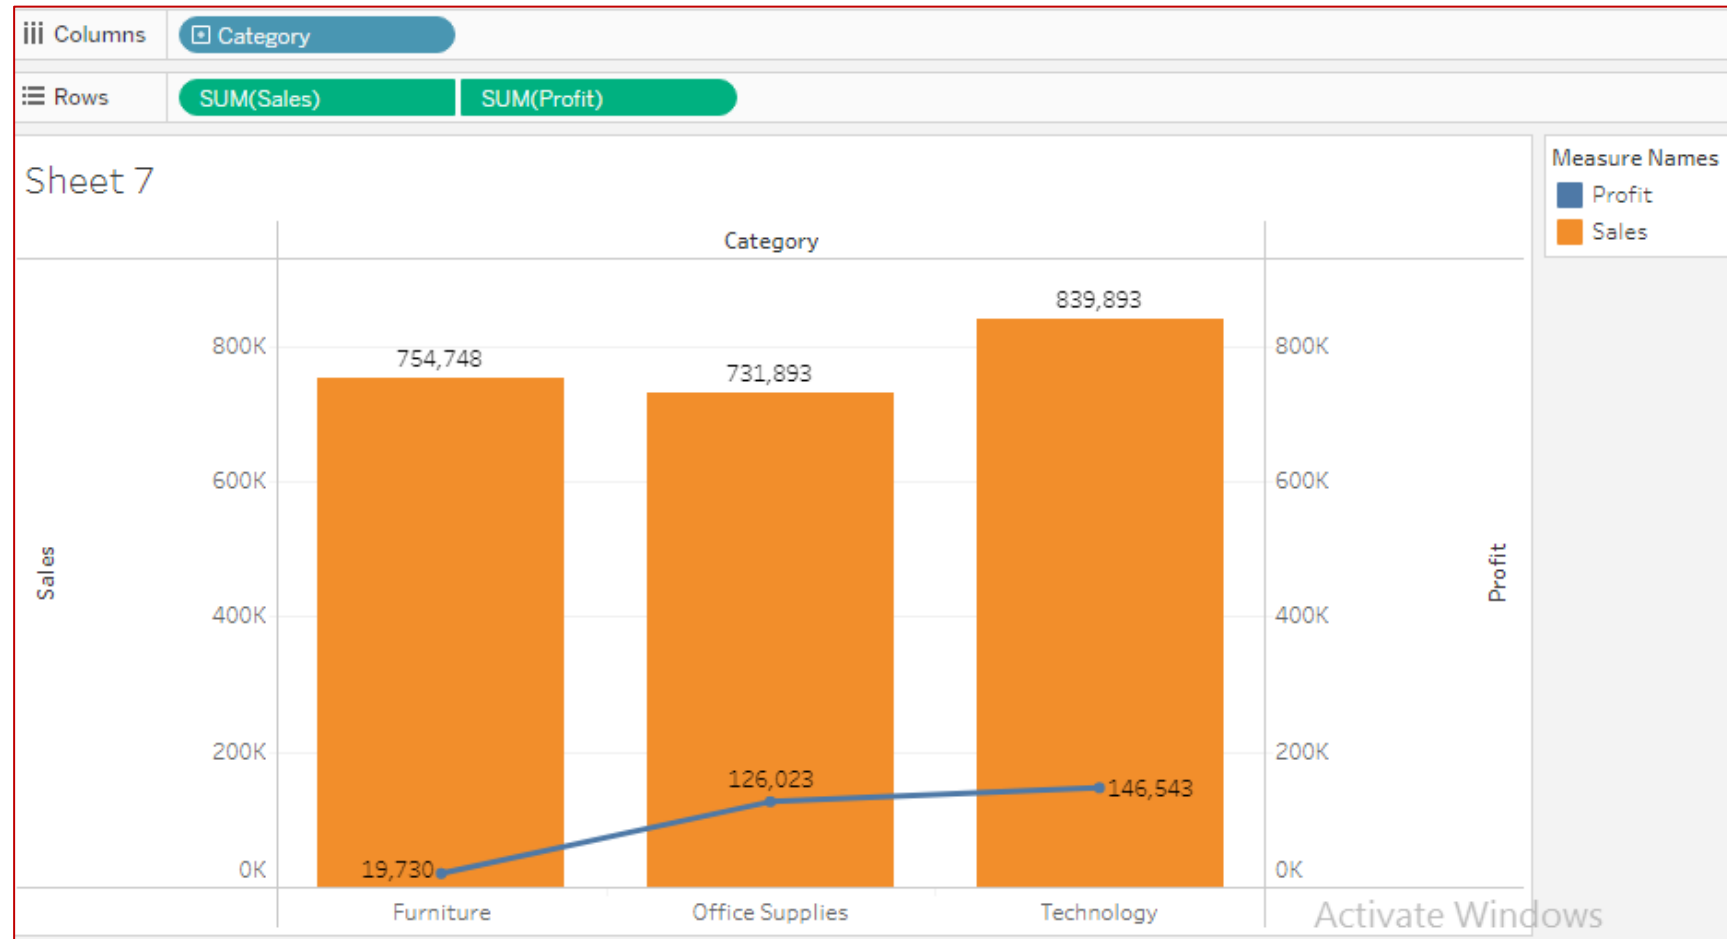 Columns
Category
Rows
SUM(Sales) SUM(Profit)
Sheet 7
Measure Names
Profit
Sales
Category
839,893
800K 754,748 800K
731,893
600K 600K
Sales
Profit
400K 400K
200K 200K
126,023
146,543
0K 19,730 0K
Furniture Office Supplies Technology
Activate Windows